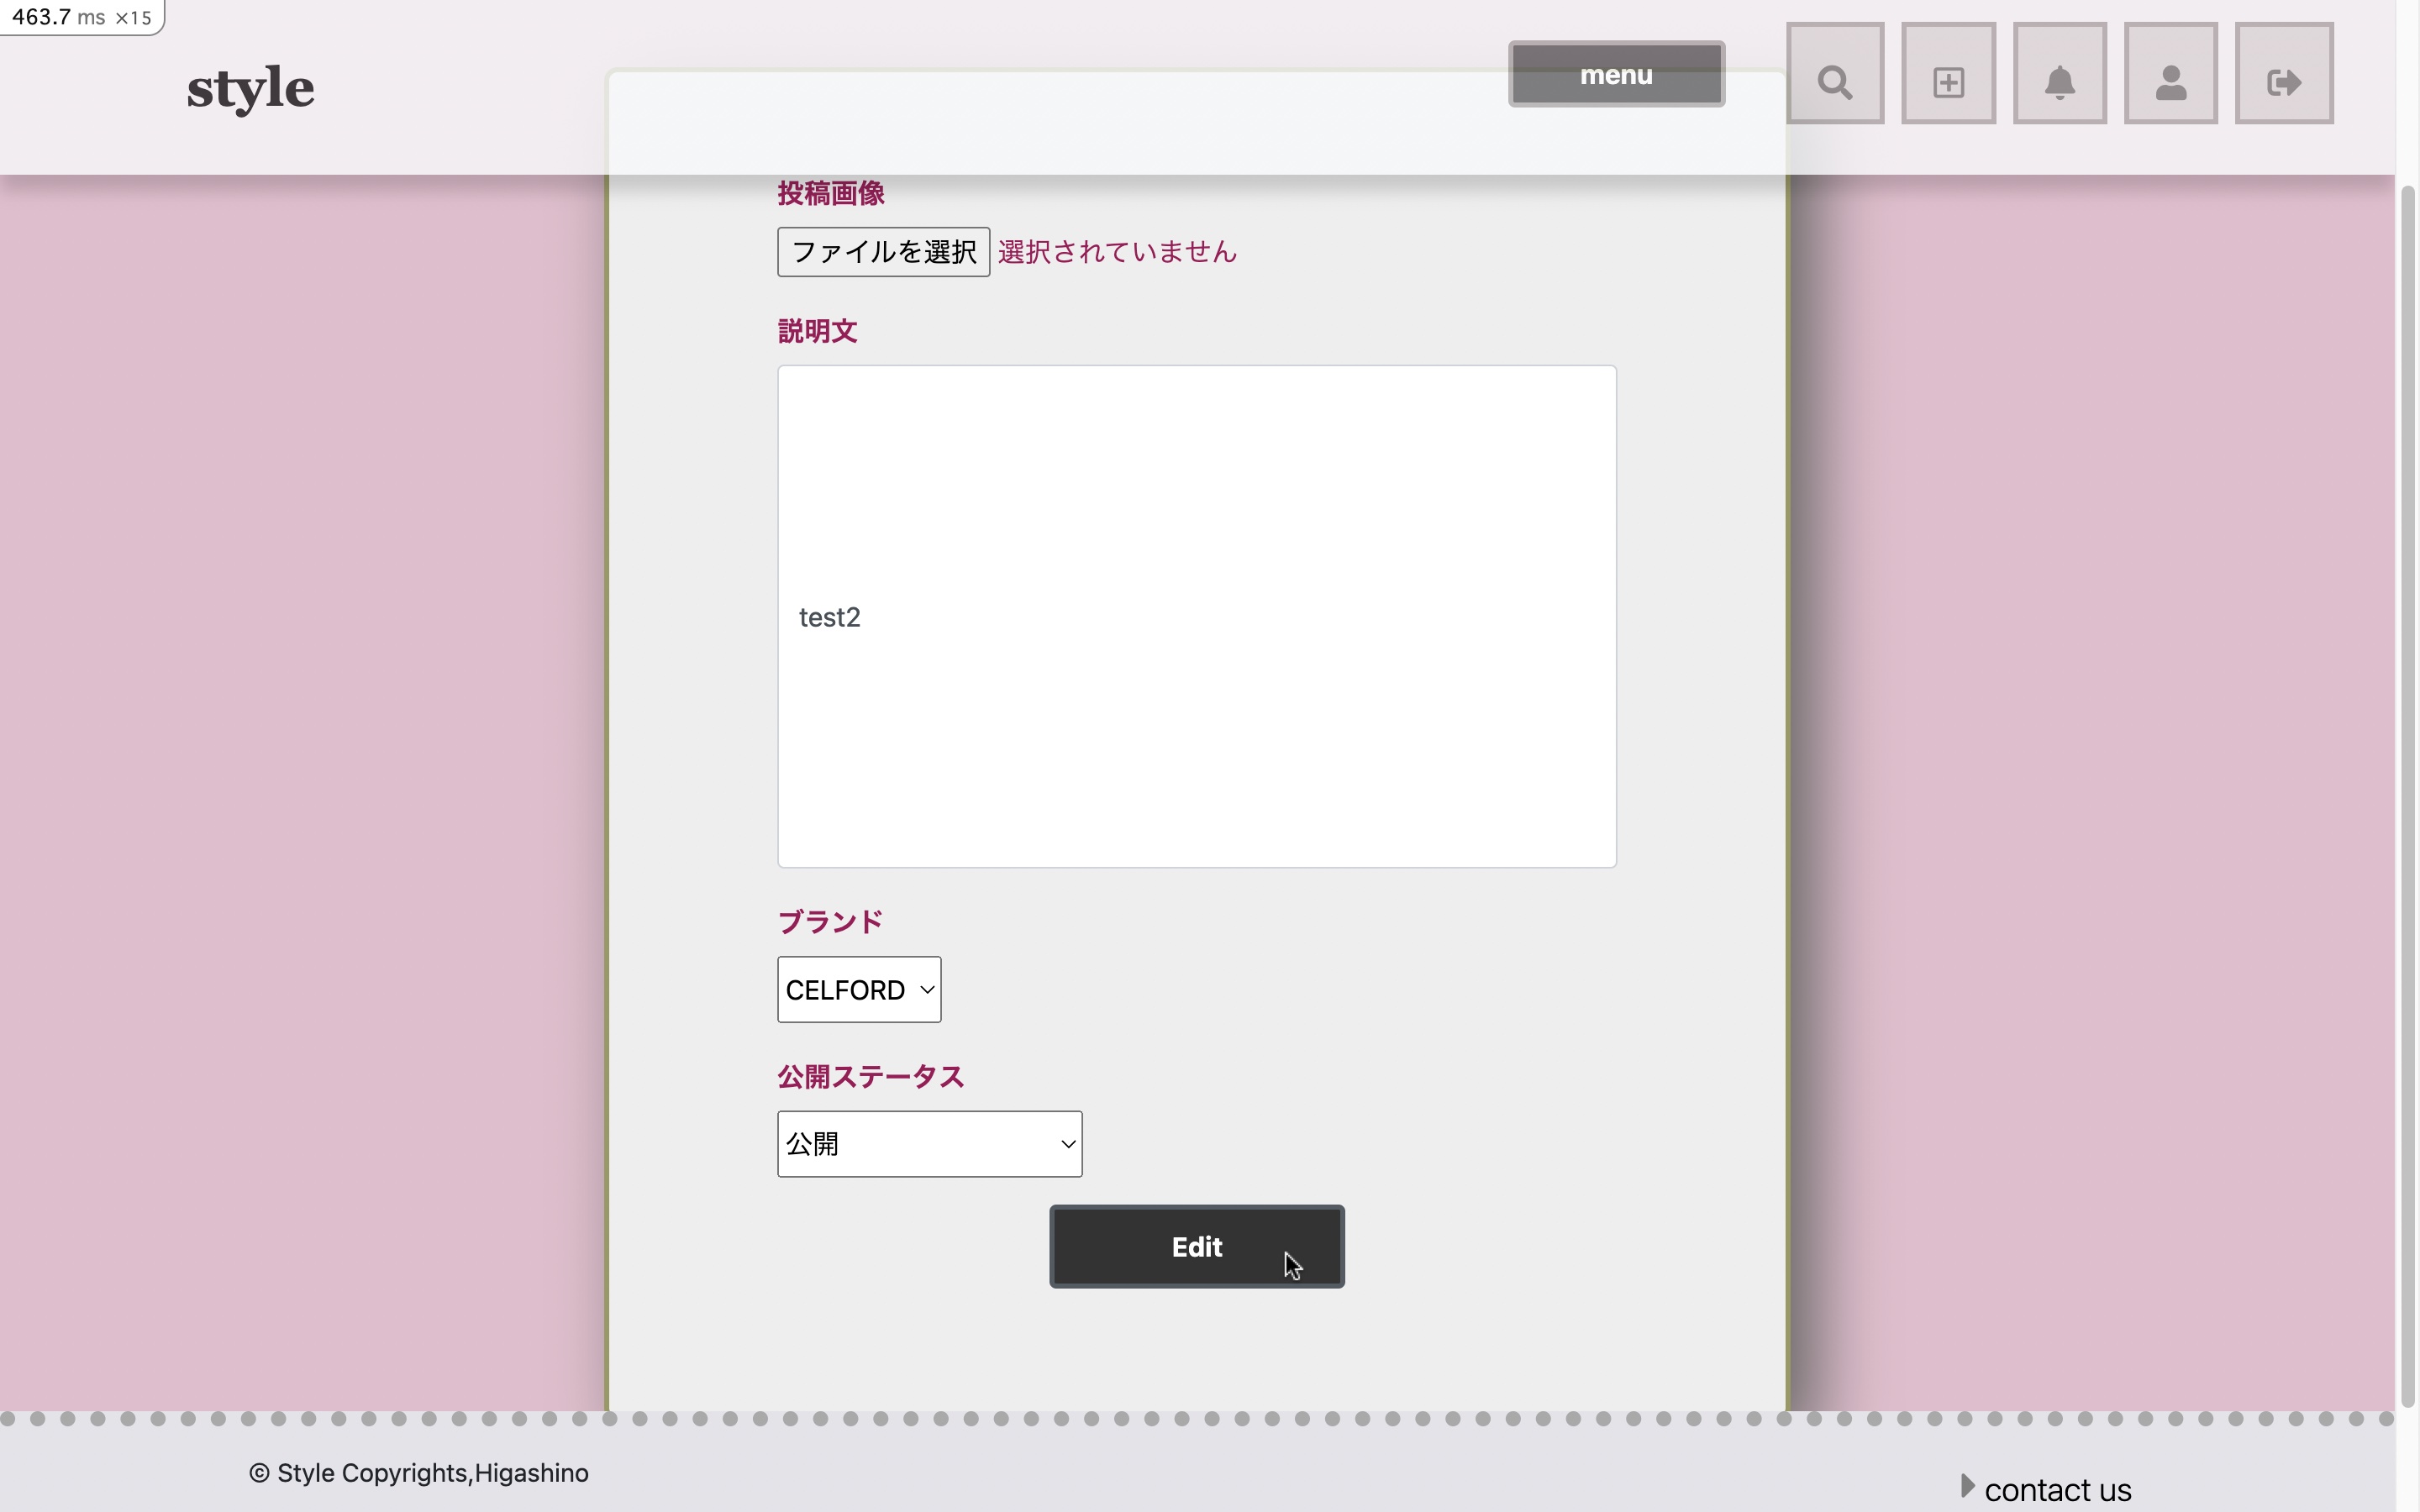 463.7 ms ×15
style
menu
投稿画像
ファイルを選択 選択されていません
説明文
test2
ブランド
CELFORD
公開ステータス
公開
Edit
© Style Copyrights,Higashino
contact us